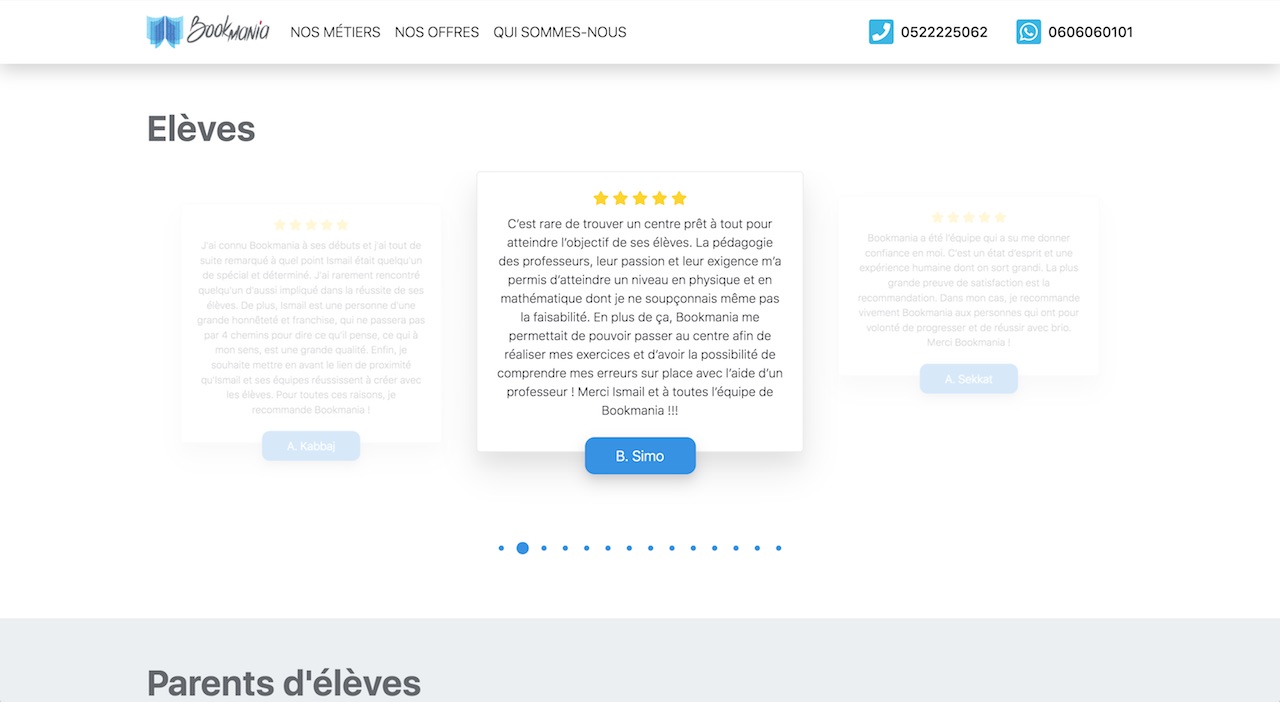 Bookmania
NOS MÉTIERS
NOS OFFRES
QUI SOMMES-NOUS
0522225062
0606060101
Elèves
J'ai connu Bookmania à ses débuts et j'ai tout de
suite remarqué à quel point Ismail était quelqu'un
de spécial et déterminé. J'ai rarement rencontré
quelqu'un d'aussi impliqué dans la réussite de ses
élèves. De plus, Ismail est une personne d'une
grande honnêteté et franchise, qui ne passera pas
par 4 chemins pour dire ce qu'il pense, ce qui à
mon sens, est une grande qualité. Enfin, je
souhaite mettre en avant le lien de proximité
qu'Ismail et ses équipes réussissent à créer avec
les élèves. Pour toutes ces raisons, je
recommande Bookmania !
A. Kabbaj
C’est rare de trouver un centre prêt à tout pour
atteindre l’objectif de ses élèves. La pédagogie
des professeurs, leur passion et leur exigence m’a
permis d’atteindre un niveau en physique et en
mathématique dont je ne soupçonnais même pas
la faisabilité. En plus de ça, Bookmania me
permettait de pouvoir passer au centre afin de
réaliser mes exercices et d’avoir la possibilité de
comprendre mes erreurs sur place avec l’aide d’un
professeur ! Merci Ismail et à toutes l’équipe de
Bookmania !!!
B. Simo
Bookmania a été l’équipe qui a su me donner
confiance en moi. C’est un état d’esprit et une
expérience humaine dont on sort grandi. La plus
grande preuve de satisfaction est la
recommandation. Dans mon cas, je recommande
vivement Bookmania aux personnes qui ont pour
volonté de progresser et de réussir avec brio.
Merci Bookmania !
A. Sekkat
Parents d'élèves